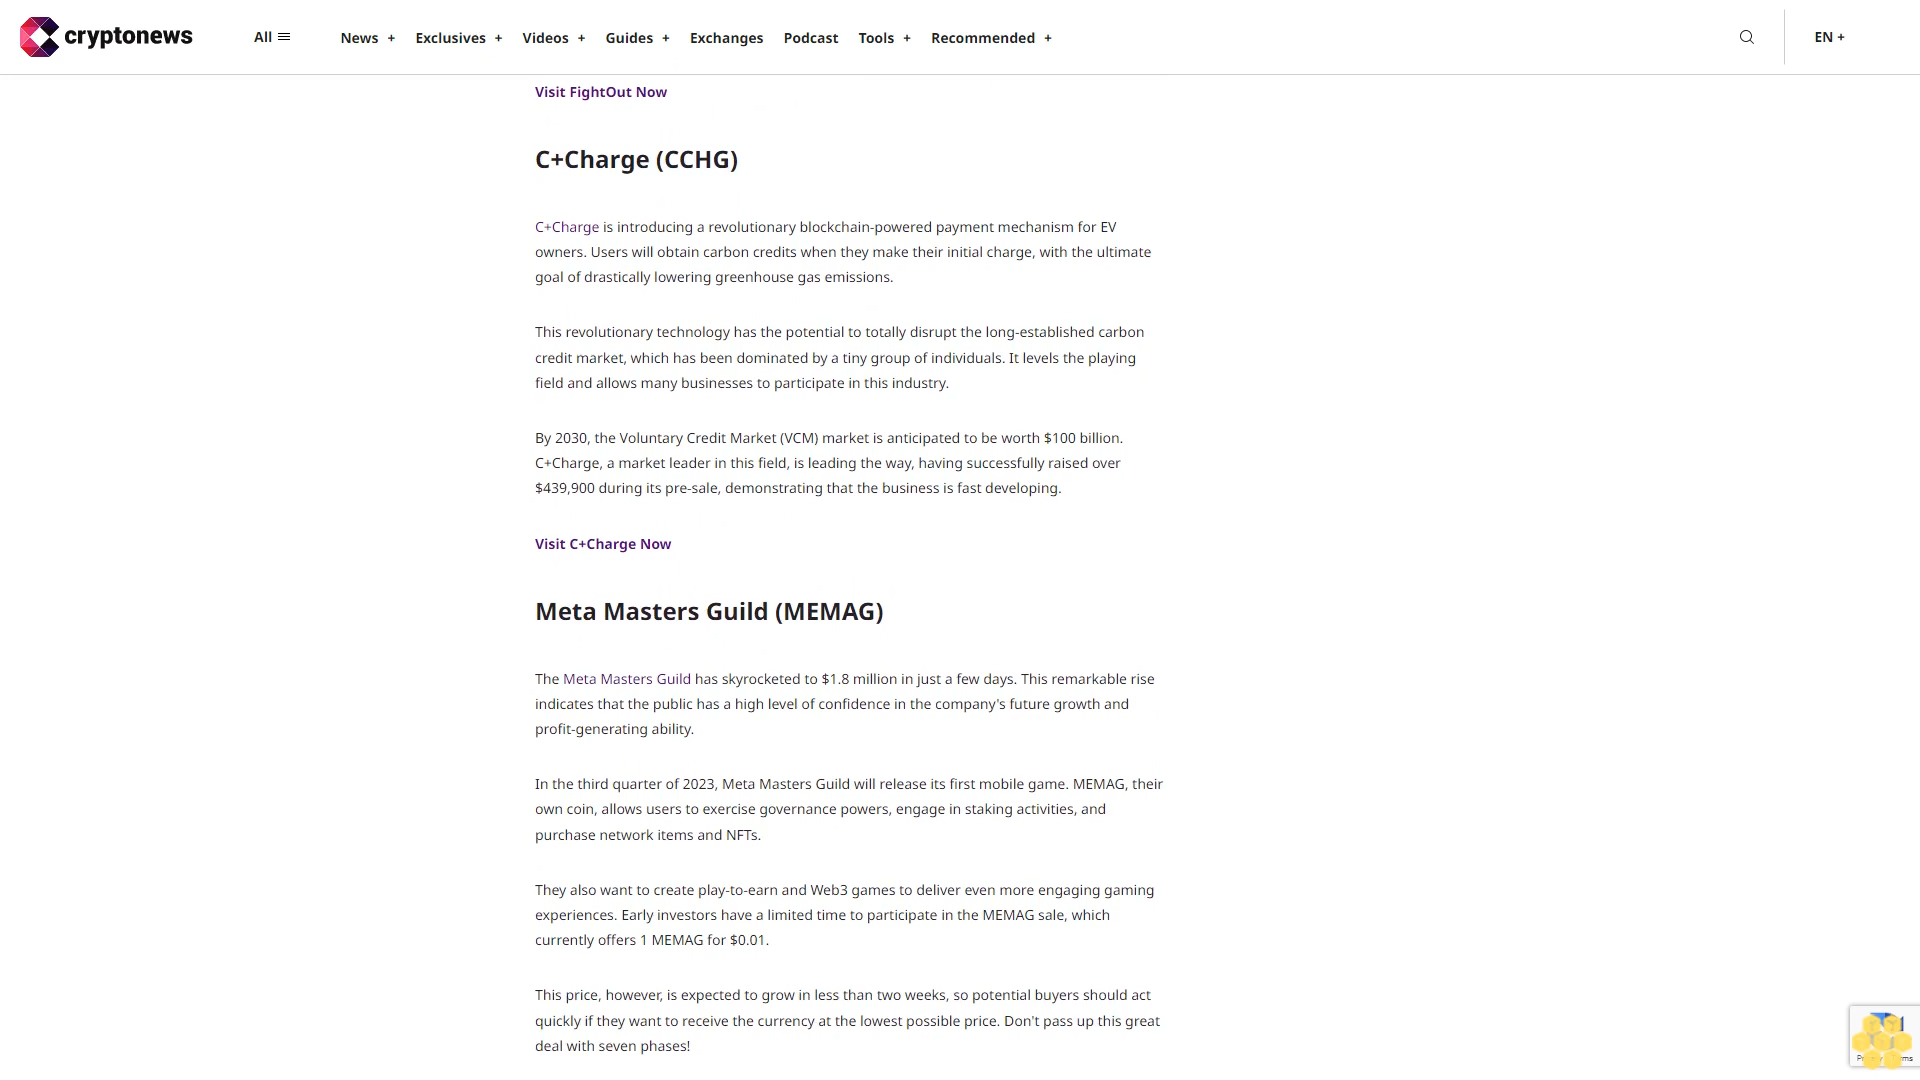 cryptonews
All
News +
Exclusives +
Videos +
Guides +
Exchanges
Podcast
Tools +
Recommended +
EN +
Visit FightOut Now
C+Charge (CCHG)
C+Charge is introducing a revolutionary blockchain-powered payment mechanism for EV
owners. Users will obtain carbon credits when they make their initial charge, with the ultimate
goal of drastically lowering greenhouse gas emissions.
This revolutionary technology has the potential to totally disrupt the long-established carbon
credit market, which has been dominated by a tiny group of individuals. It levels the playing
field and allows many businesses to participate in this industry.
By 2030, the Voluntary Credit Market (VCM) market is anticipated to be worth $100 billion.
C+Charge, a market leader in this field, is leading the way, having successfully raised over
$439,900 during its pre-sale, demonstrating that the business is fast developing.
Visit C+Charge Now
Meta Masters Guild (MEMAG)
The Meta Masters Guild has skyrocketed to $1.8 million in just a few days. This remarkable rise
indicates that the public has a high level of confidence in the company's future growth and
profit-generating ability.
In the third quarter of 2023, Meta Masters Guild will release its first mobile game. MEMAG, their
own coin, allows users to exercise governance powers, engage in staking activities, and
purchase network items and NFTs.
They also want to create play-to-earn and Web3 games to deliver even more engaging gaming
experiences. Early investors have a limited time to participate in the MEMAG sale, which
currently offers 1 MEMAG for $0.01.
This price, however, is expected to grow in less than two weeks, so potential buyers should act
quickly if they want to receive the currency at the lowest possible price. Don't pass up this great
deal with seven phases!